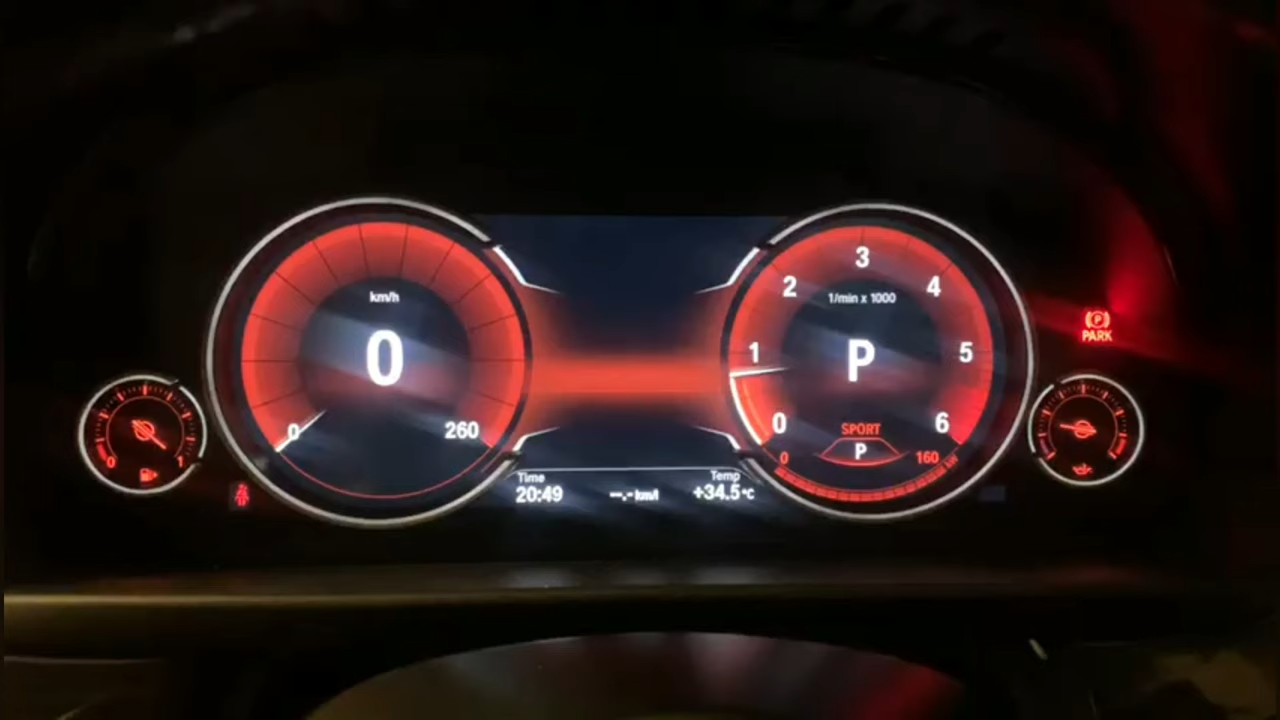 km/h
0
0
260
0 1
Time
20:49
--.- km/l
Temp
+34.5°C
3
2
4
1/min x 1000
1
P
5
0
6
SPORT
P
0
160 kW
(P)
PARK